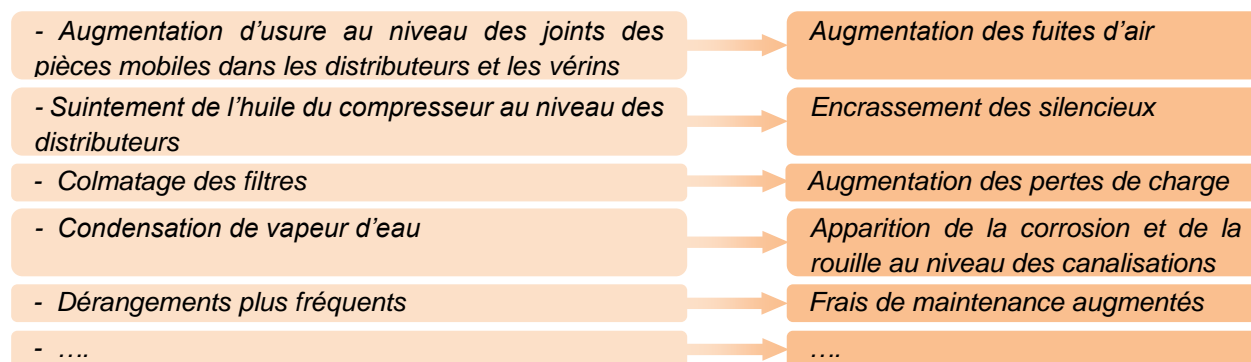 - Augmentation d'usure au niveau des joints des
pièces mobiles dans les distributeurs et les vérins
Augmentation des fuites d'air
- Suintement de l'huile du compresseur au niveau des
distributeurs
Encrassement des silencieux
- Colmatage des filtres
Augmentation des pertes de charge
- Condensation de vapeur d'eau
Apparition de la corrosion et de la
rouille au niveau des canalisations
- Dérangements plus fréquents
Frais de maintenance augmentés
- ….
….